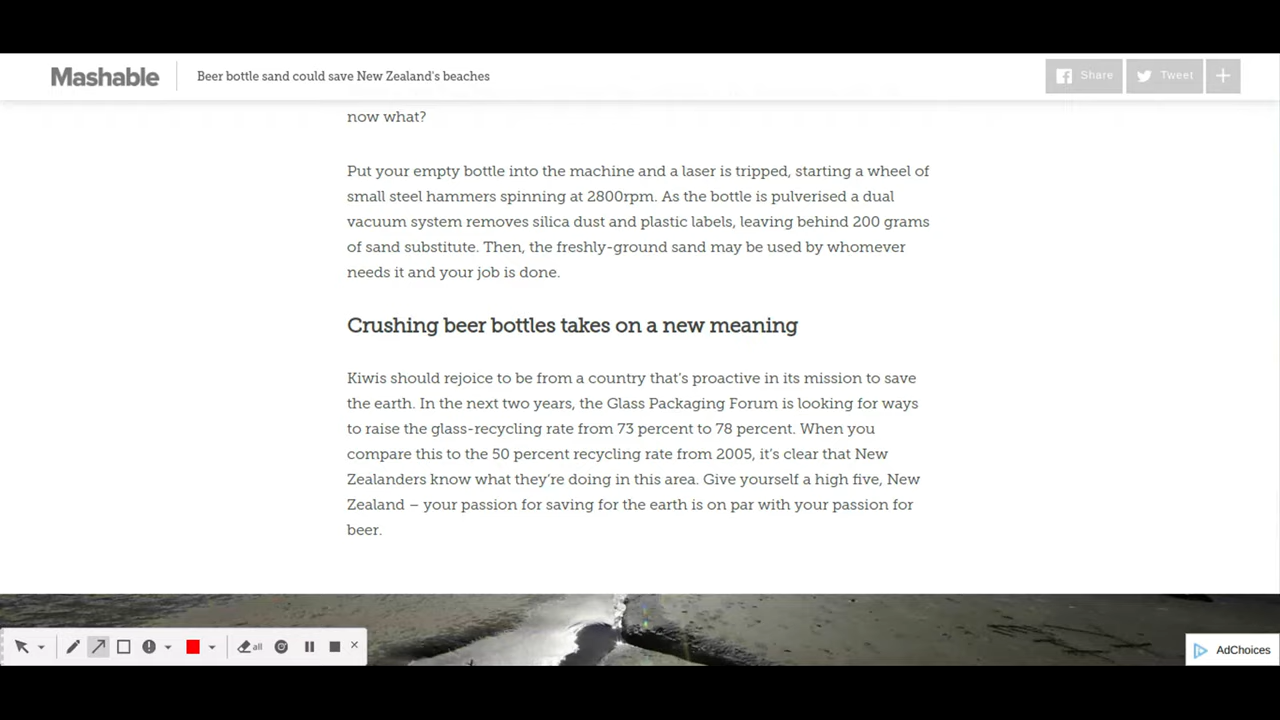 Mashable
Beer bottle sand could save New Zealand's beaches
Share
Tweet
now what?
Put your empty bottle into the machine and a laser is tripped, starting a wheel of
small steel hammers spinning at 2800rpm. As the bottle is pulverised a dual
vacuum system removes silica dust and plastic labels, leaving behind 200 grams
of sand substitute. Then, the freshly-ground sand may be used by whomever
needs it and your job is done.
Crushing beer bottles takes on a new meaning
Kiwis should rejoice to be from a country that's proactive in its mission to save
the earth. In the next two years, the Glass Packaging Forum is looking for ways
to raise the glass-recycling rate from 73 percent to 78 percent. When you
compare this to the 50 percent recycling rate from 2005, it's clear that New
Zealanders know what they're doing in this area. Give yourself a high five, New
Zealand – your passion for saving for the earth is on par with your passion for
beer.
all
AdChoices